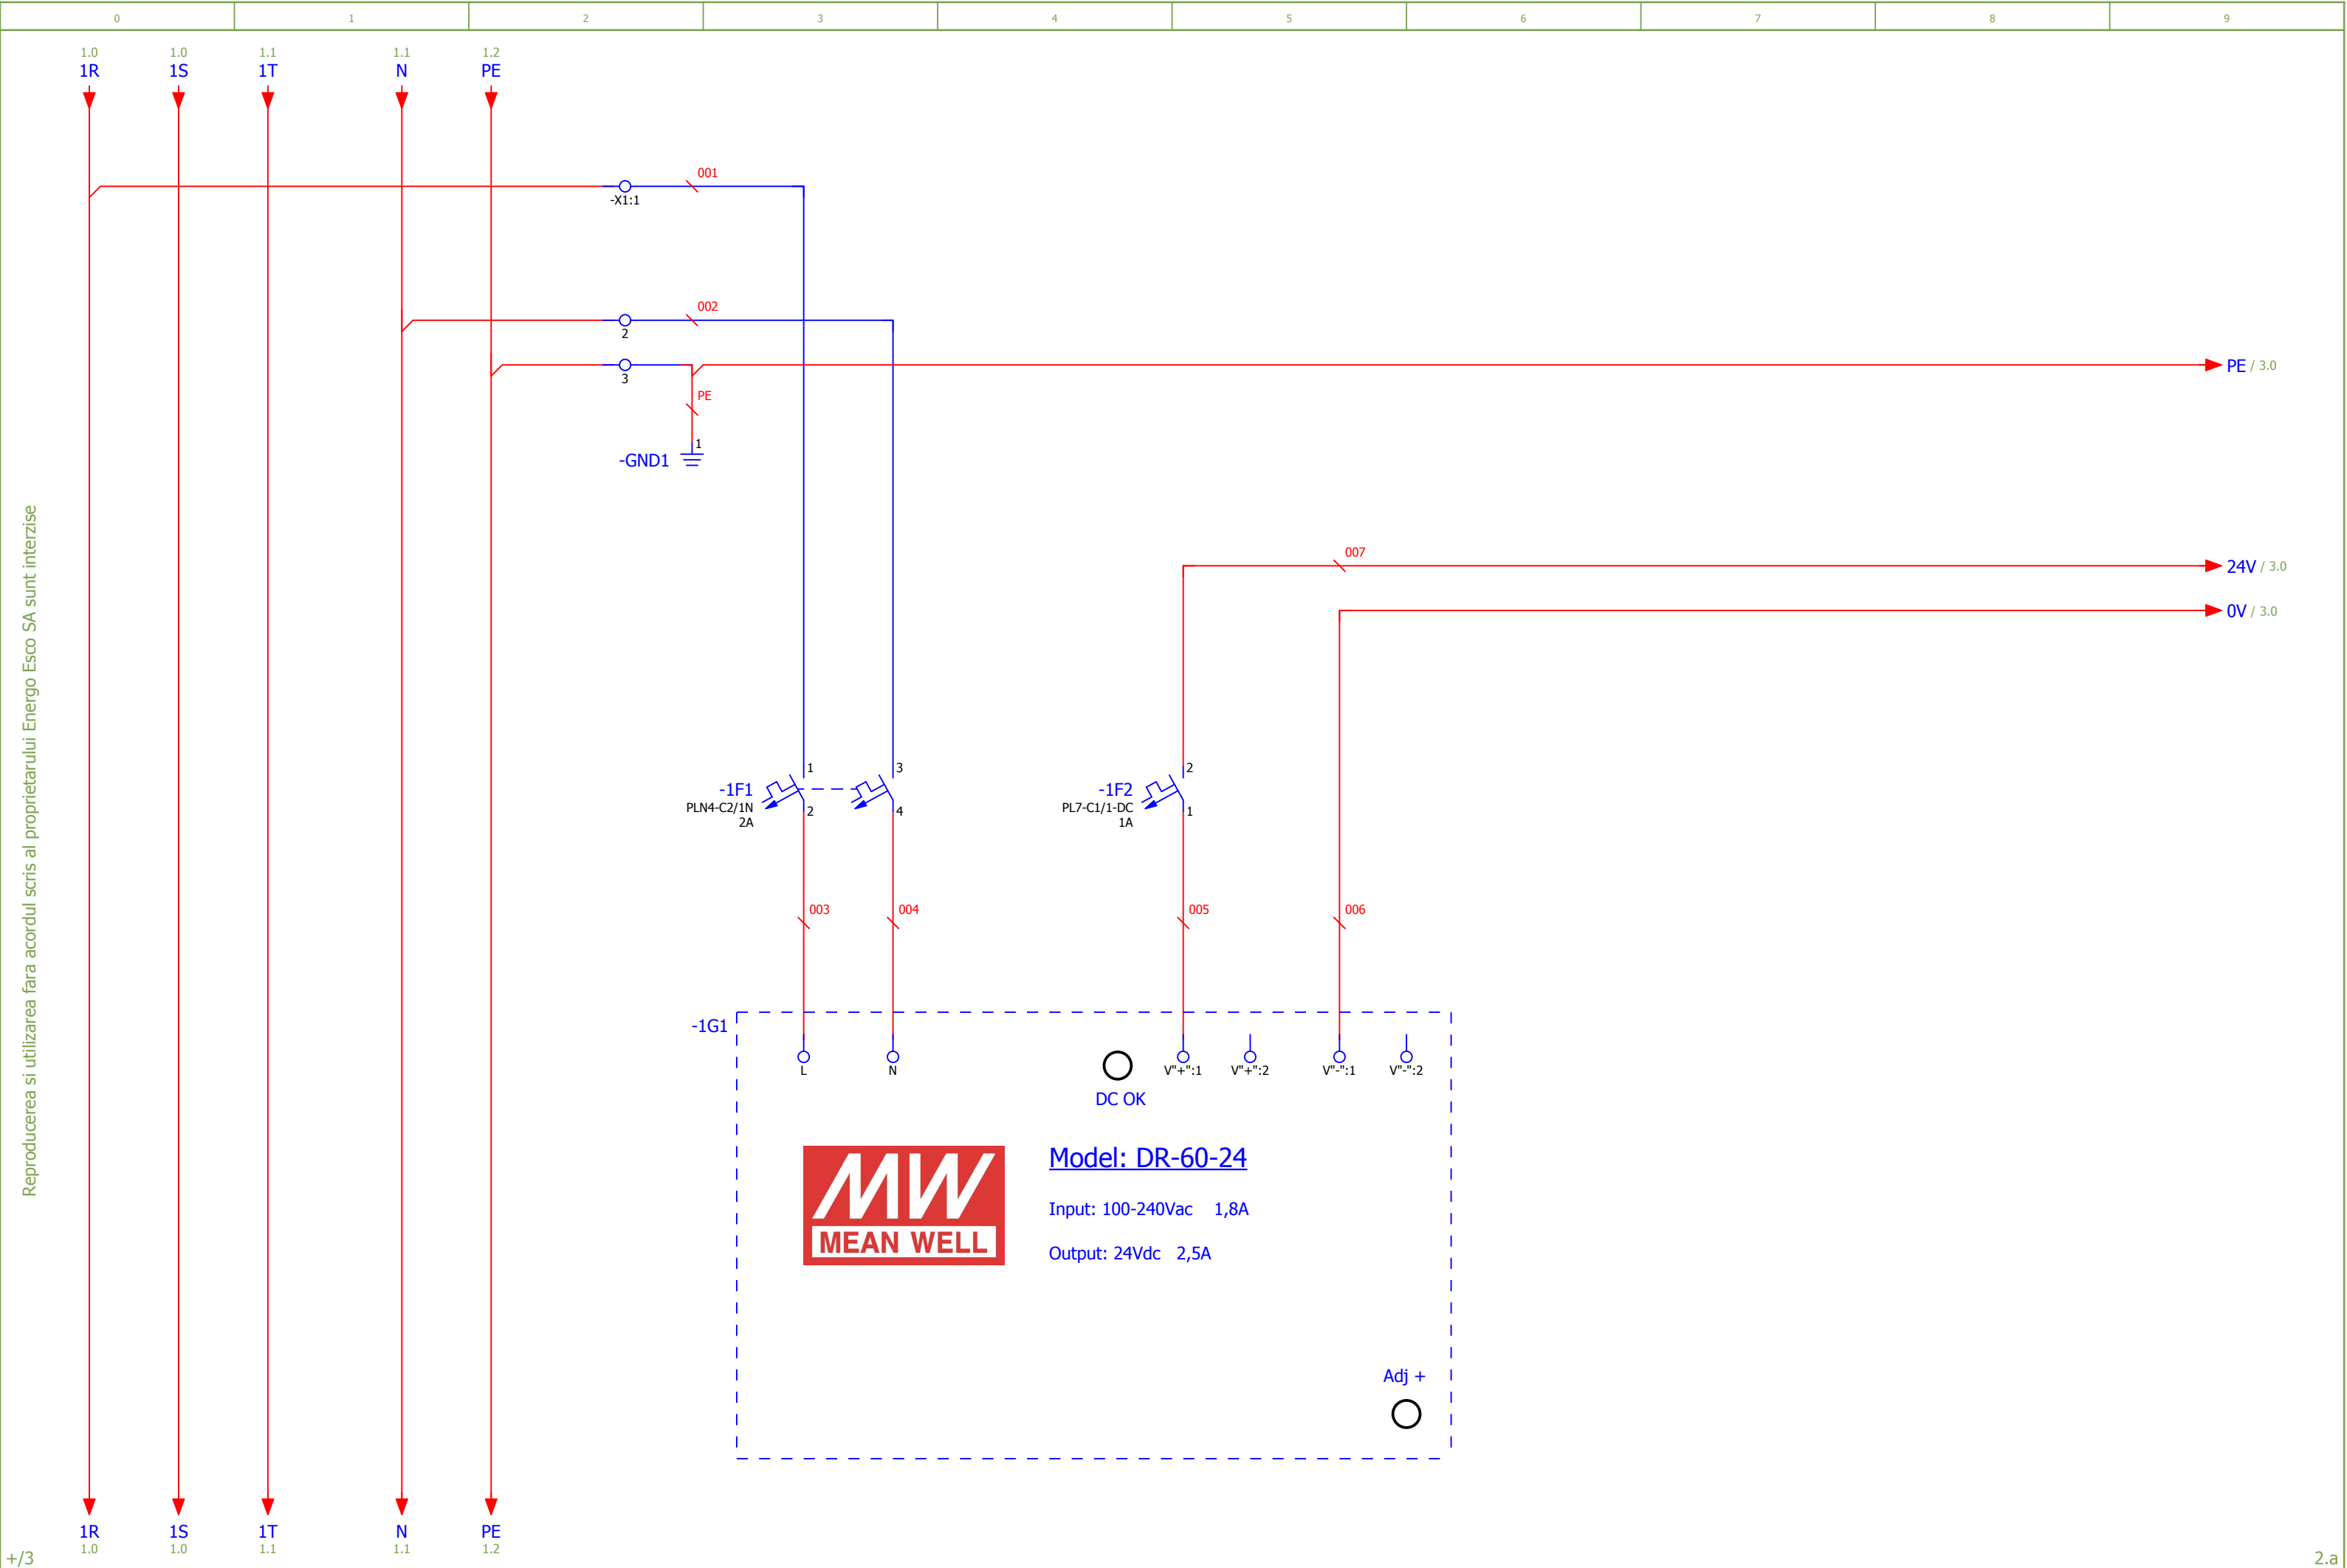 0 1 2 3 4 5 6 7 8 9
1.0 1.0 1.1 1.1 1.2
1R 1S 1T N PE
001
-X1:1
002
2
3
PE / 3.0
PE
1
-GND1
007
24V / 3.0
0V / 3.0
Reproducerea si utilizarea fara acordul scris al proprietarului Energo Esco SA sunt interzise
1 3 2
-1F1
PLN4-C2/1N
2A
2 4
-1F2
PL7-C1/1-DC
1A
1
003 004 005 006
-1G1
L N V"+":1 V"+":2 V"-":1 V"-":2
DC OK
MW
MEAN WELL
Model: DR-60-24
Input: 100-240Vac 1,8A
Output: 24Vdc 2,5A
Adj +
1R 1S 1T N PE
1.0 1.0 1.1 1.1 1.2
+/3
2.a